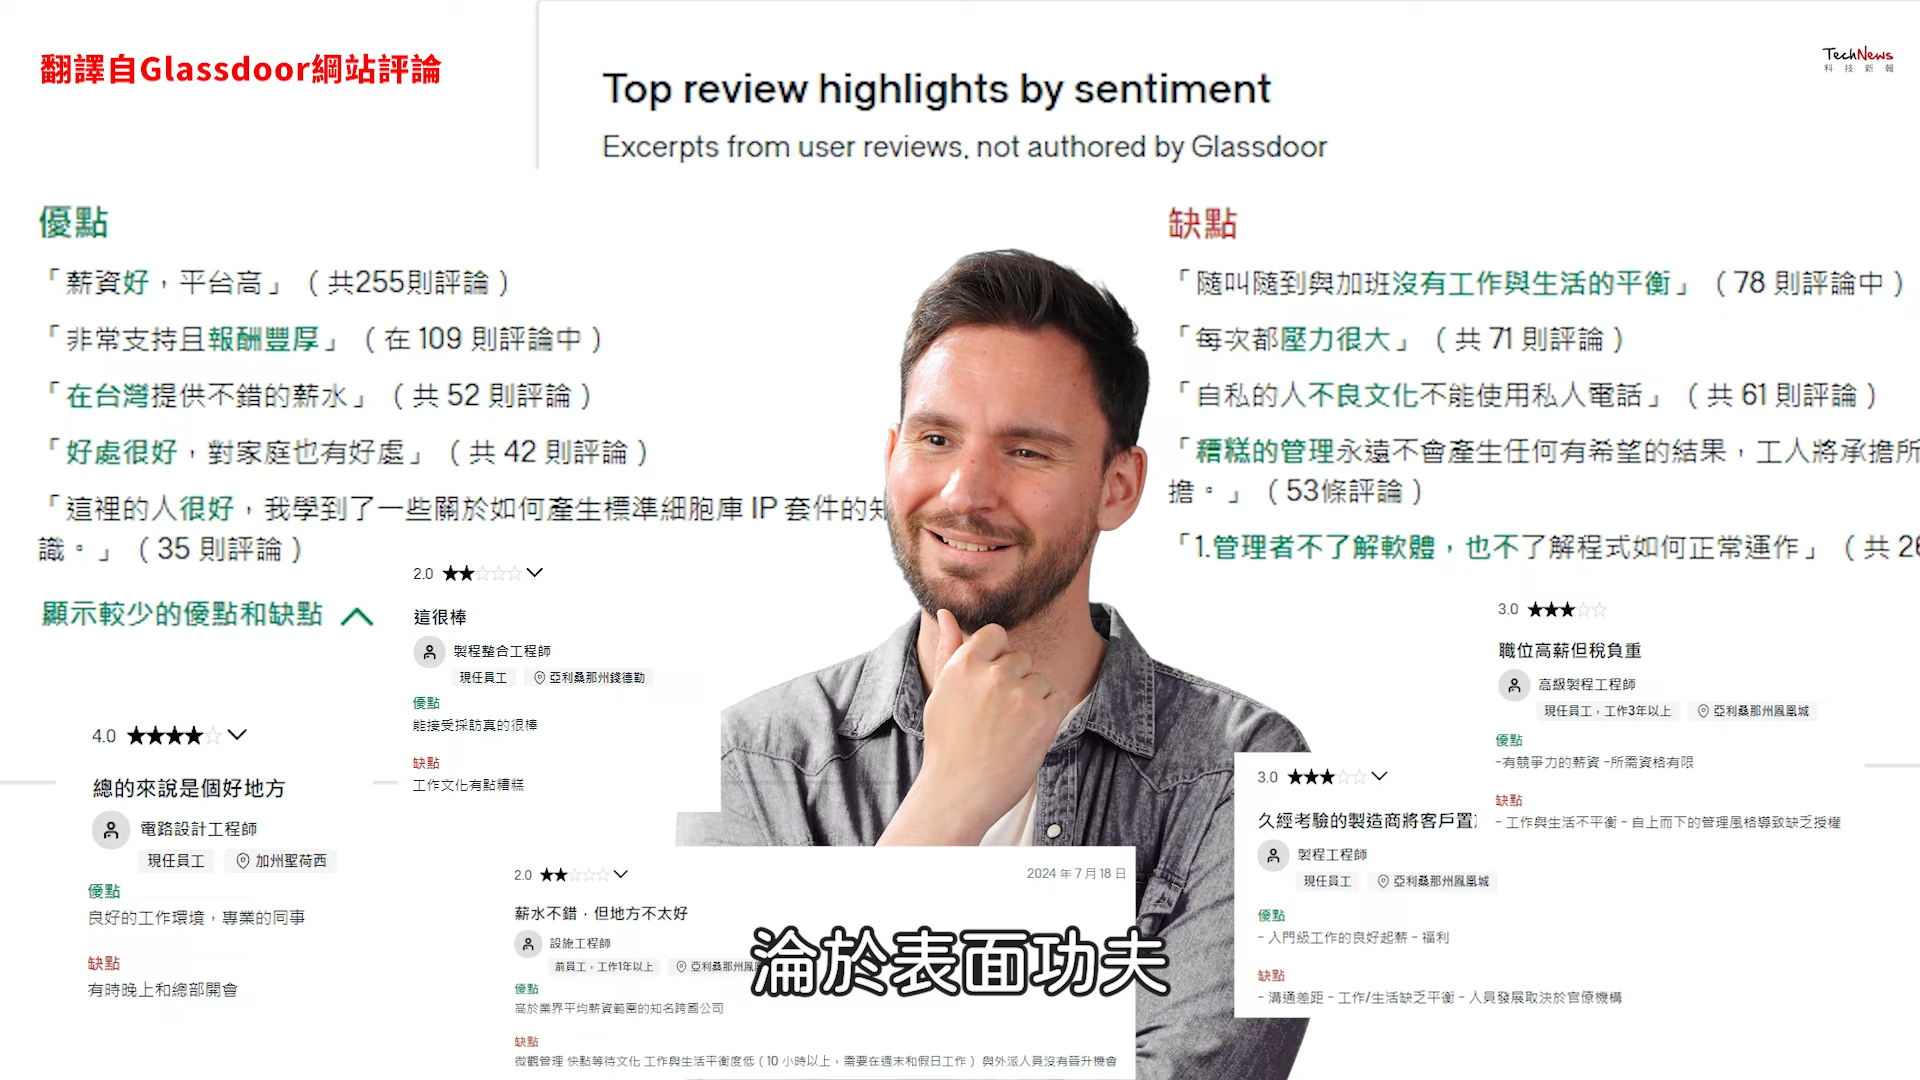 翻譯自Glassdoor網站評論
Top review highlights by sentiment
Excerpts from user reviews, not authored by Glassdoor
TechNews
科技新報
優點
「薪資好，平台高」（共255則評論）
「非常支持且報酬豐厚」（在 109 則評論中）
「在台灣提供不錯的薪水」（共 52 則評論）
「好處很好，對家庭也有好處」（共 42 則評論）
「這裡的人很好，我學到了一些關於如何產生標準細胞庫 IP 套件的知
識。」（35 則評論）
顯示較少的優點和缺點
缺點
「隨叫隨到與加班沒有工作與生活的平衡」（78 則評論中）
「每次都壓力很大」（共 71 則評論）
「自私的人不良文化不能使用私人電話」（共 61 則評論）
「糟糕的管理永遠不會產生任何有希望的結果，工人將承擔所
擔。」（53條評論）
「1.管理者不了解軟體，也不了解程式如何正常運作」（共 26
4.0
總的來說是個好地方
電路設計工程師
現任員工 加州聖荷西
優點
良好的工作環境，專業的同事
缺點
有時晚上和總部開會
2.0
這很棒
製程整合工程師
現任員工 亞利桑那州錢德勒
優點
能接受採訪真的很棒
缺點
工作文化有點糟糕
2.0
2024 年 7 月 18 日
薪水不錯，但地方不太好
設施工程師
前員工，工作1年以上 亞利桑那州鳳
優點
高於業界平均薪資範圍的知名跨國公司
缺點
微觀管理 快點等待文化 工作與生活平衡度低（10 小時以上，需要在週末和假日工作） 與外派人員沒有晉升機會
3.0
久經考驗的製造商將客戶置
製程工程師
現任員工 亞利桑那州鳳凰城
優點
- 入門級工作的良好起薪 - 福利
缺點
- 溝通差距 - 工作/生活缺乏平衡 - 人員發展取決於官僚機構
3.0
職位高薪但稅負重
高級製程工程師
現任員工，工作3年以上 亞利桑那州鳳凰城
優點
-有競爭力的薪資 -所需資格有限
缺點
- 工作與生活不平衡 - 自上而下的管理風格導致缺乏授權
淪於表面功夫